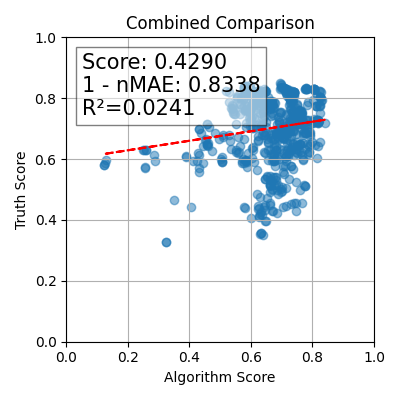 Combined Comparison
Score: 0.4290
1 - nMAE: 0.8338
R²=0.0241
Truth Score
1.0
0.8
0.6
0.4
0.2
0.0
0.0 0.2 0.4 0.6 0.8 1.0
Algorithm Score